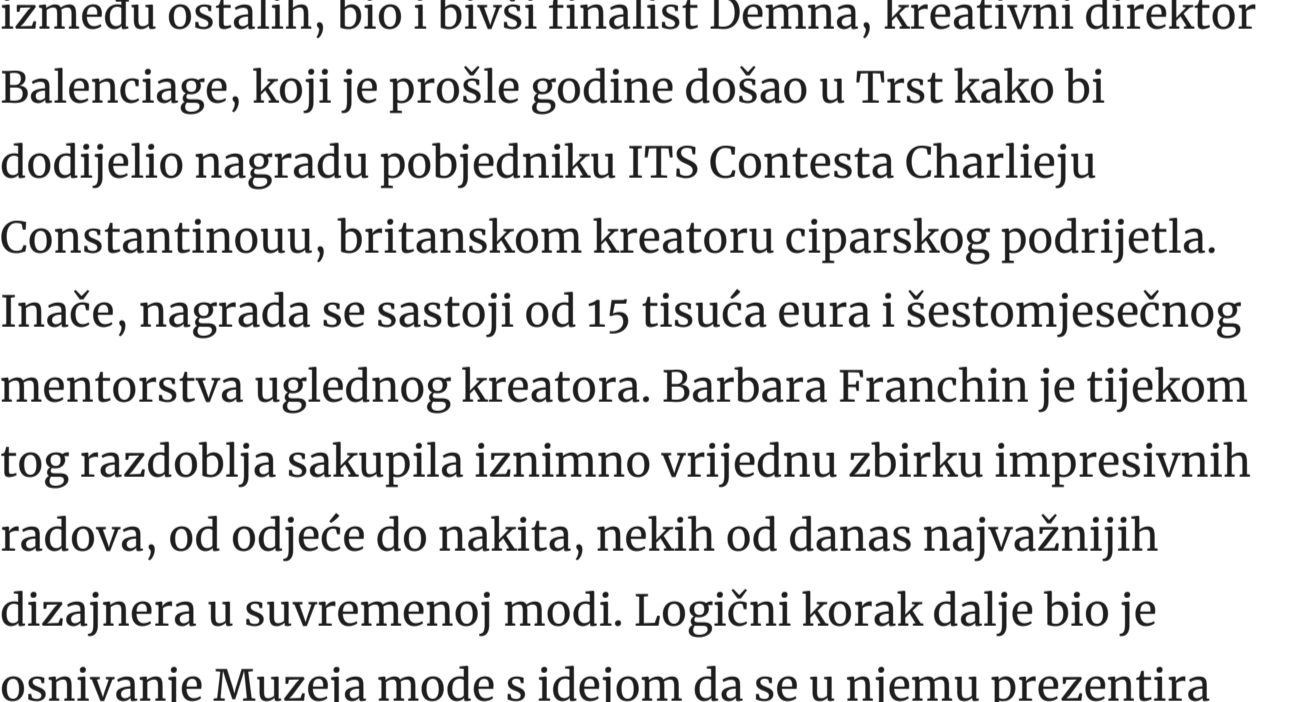 između ostalih, bio i bivši finalist Demna, kreativni direktor
Balenciage, koji je prošle godine došao u Trst kako bi
dodijelio nagradu pobjedniku ITS Contesta Charlieju
Constantinouu, britanskom kreatoru ciparskog podrijetla.
Inače, nagrada se sastoji od 15 tisuća eura i šestomjesečnog
mentorstva uglednog kreatora. Barbara Franchin je tijekom
tog razdoblja sakupila iznimno vrijednu zbirku impresivnih
radova, od odjeće do nakita, nekih od danas najvažnijih
dizajnera u suvremenoj modi. Logični korak dalje bio je
osnivanje Muzeja mode s idejom da se u njemu prezentira